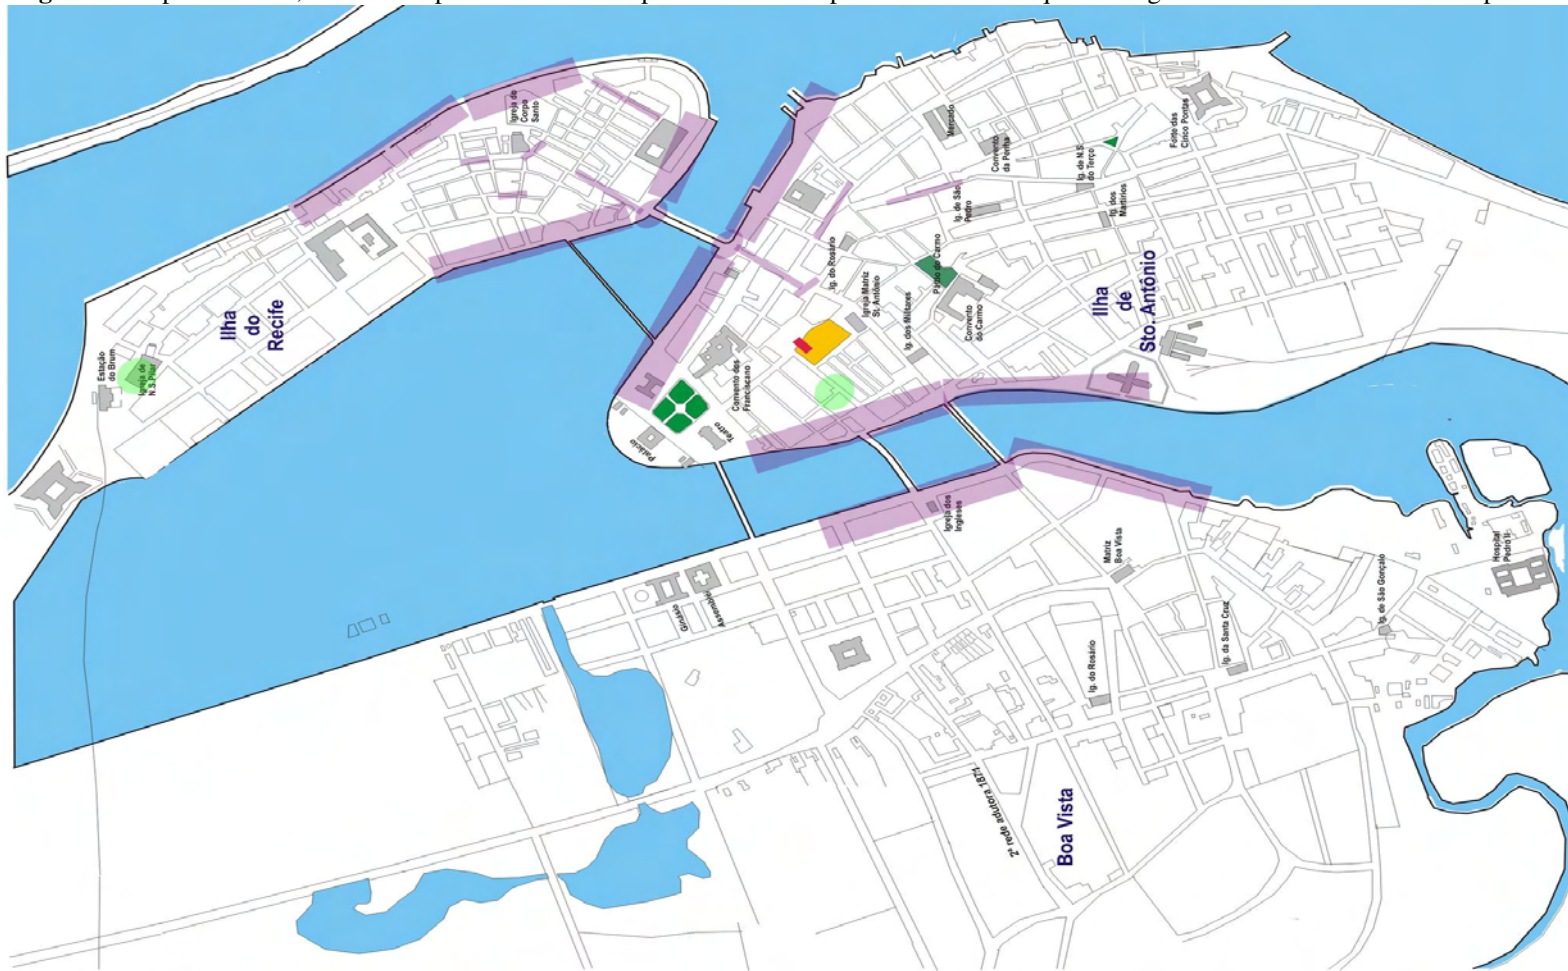 Igreja do
Corpo
Santo
Ilha
do
Recife
Estação
do Brum
Igreja de
N.S. Pilar
Mercado
Convento
da Penha
Forte das
Cinco Pontas
Ig. de N.S.
do Terço
Ig. dos
Martírios
Ig. de São
Pedro
Ig. do Rosário
Pátio do Carmo
Igreja Matriz
St. Antônio
Ig. dos Militares
Convento
do Carmo
Ilha
de
Sto. Antônio
Convento dos
Franciscano
Teatro
Palácio
Igreja dos
Ingleses
Matriz
Boa Vista
Hospital
Pedro II
Ig. de São Gonçalo
Ig. da Santa Cruz
Ig. do Rosário
Ginásio
Assembléia
2ª rede adutora 1871
Boa Vista